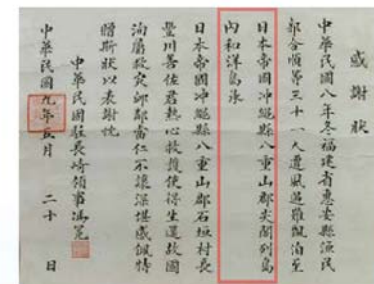 感謝狀
中華民國八年冬福建省惠安縣漁民
郭合順等三十一人遭風遇難飄泊至
日本帝國沖繩縣八重山郡尖閣列島
內和洋島承
日本帝國沖繩縣八重山郡石垣村長
豐川善佐君熱心救護使得生還故國
洵屬救災卹鄰當仁不讓深堪感佩特
贈斯狀以表謝忱
中華民國駐長崎領事馮冕
中華民國九年五月 二十 日